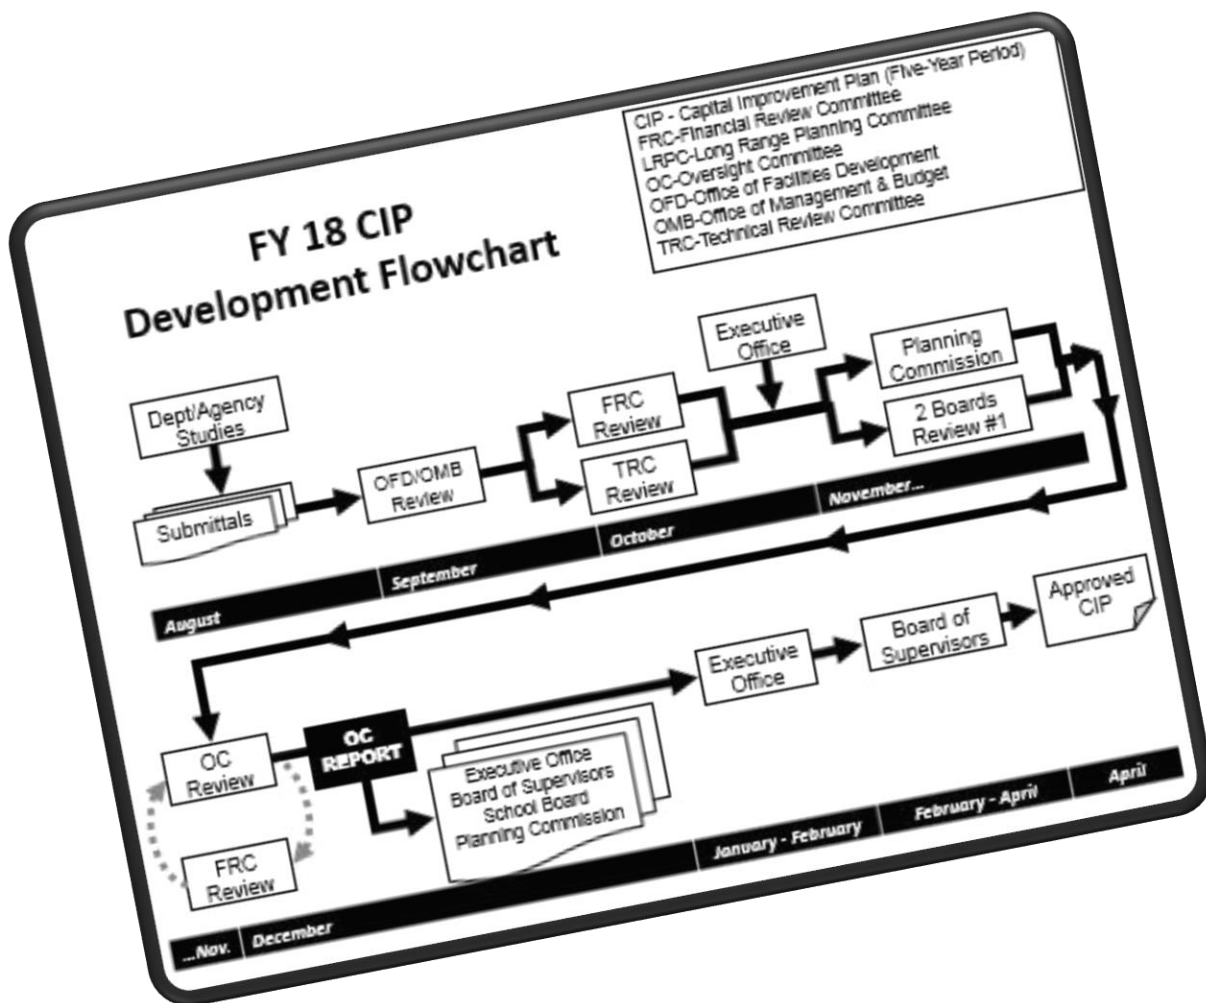 CIP - Capital Improvement Plan (Five-Year Period)
FRC-Financial Review Committee
LRPC-Long Range Planning Committee
OC-Oversight Committee
OFD-Office of Facilities Development
OMB-Office of Management & Budget
TRC-Technical Review Committee
FY 18 CIP
Development Flowchart
Dept/Agency
Studies
Submittals
OFD/OMB
Review
FRC
Review
TRC
Review
Executive
Office
Planning
Commission
2 Boards
Review #1
August
September
October
November...
OC
Review
FRC
Review
OC
REPORT
Executive Office
Board of Supervisors
School Board
Planning Commission
Executive
Office
Board of
Supervisors
Approved
CIP
...Nov.
December
January - February
February - April
April